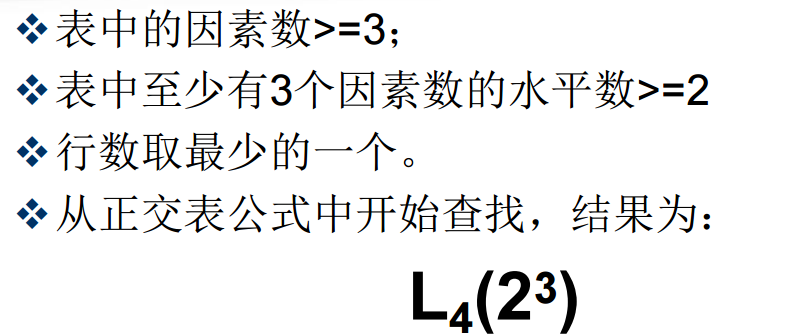 ❖表中的因素数>=3；
❖表中至少有3个因素数的水平数>=2
❖行数取最少的一个。
❖从正交表公式中开始查找，结果为：
L₄(2³)